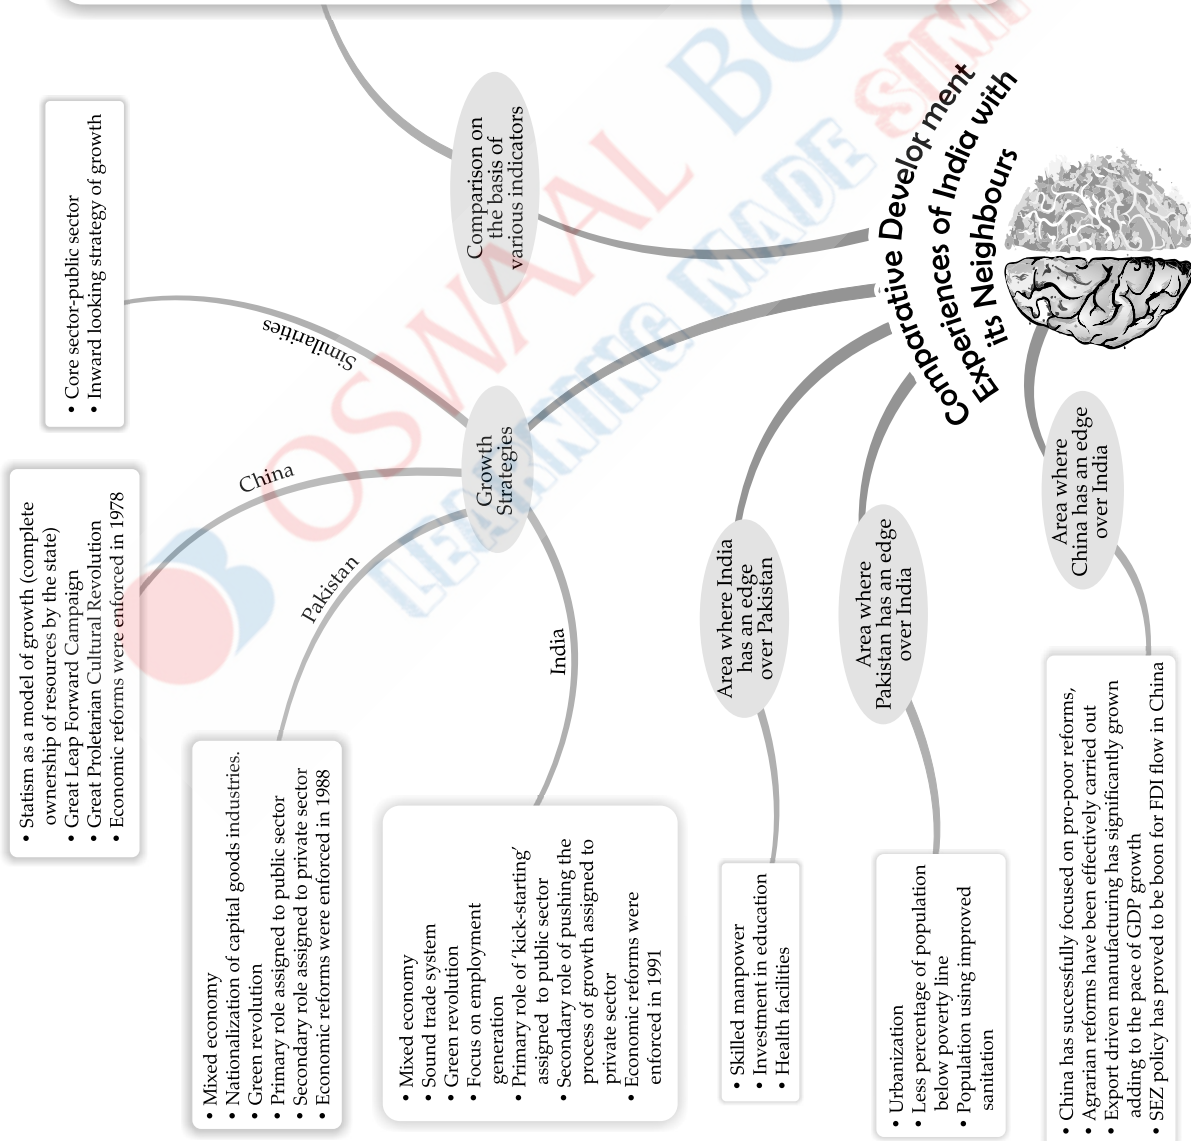 Comparative Develop ment
Experiences of India with
its Neighbours
Comparison on
the basis of
various indicators
Growth
Strategies
Similarities
• Core sector-public sector
• Inward looking strategy of growth
China
• Statism as a model of growth (complete
ownership of resources by the state)
• Great Leap Forward Campaign
• Great Proletarian Cultural Revolution
• Economic reforms were enforced in 1978
Pakistan
• Mixed economy
• Nationalization of capital goods industries.
• Green revolution
• Primary role assigned to public sector
• Secondary role assigned to private sector
• Economic reforms were enforced in 1988
India
• Mixed economy
• Sound trade system
• Green revolution
• Focus on employment
generation
• Primary role of ‘kick-starting’
assigned to public sector
• Secondary role of pushing the
process of growth assigned to
private sector
• Economic reforms were
enforced in 1991
Area where India
has an edge
over Pakistan
• Skilled manpower
• Investment in education
• Health facilities
Area where
Pakistan has an edge
over India
• Urbanization
• Less percentage of population
below poverty line
• Population using improved
sanitation
Area where
China has an edge
over India
• China has successfully focused on pro-poor reforms,
• Agrarian reforms have been effectively carried out
• Export driven manufacturing has significantly grown
adding to the pace of GDP growth
• SEZ policy has proved to be boon for FDI flow in China
OSWAAL BO
LEARNING MADE SIM